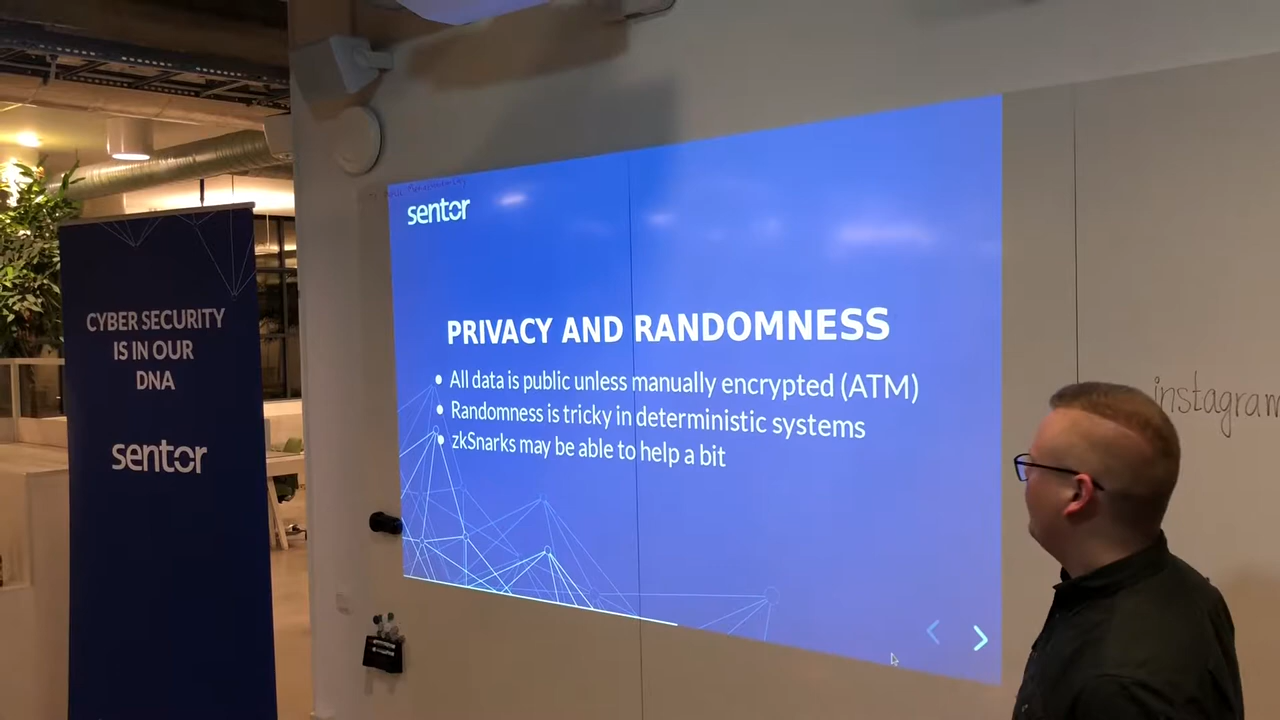 CYBER SECURITY
IS IN OUR
DNA
sentor
sentor
PRIVACY AND RANDOMNESS
• All data is public unless manually encrypted (ATM)
• Randomness is tricky in deterministic systems
• zkSnarks may be able to help a bit
instagram